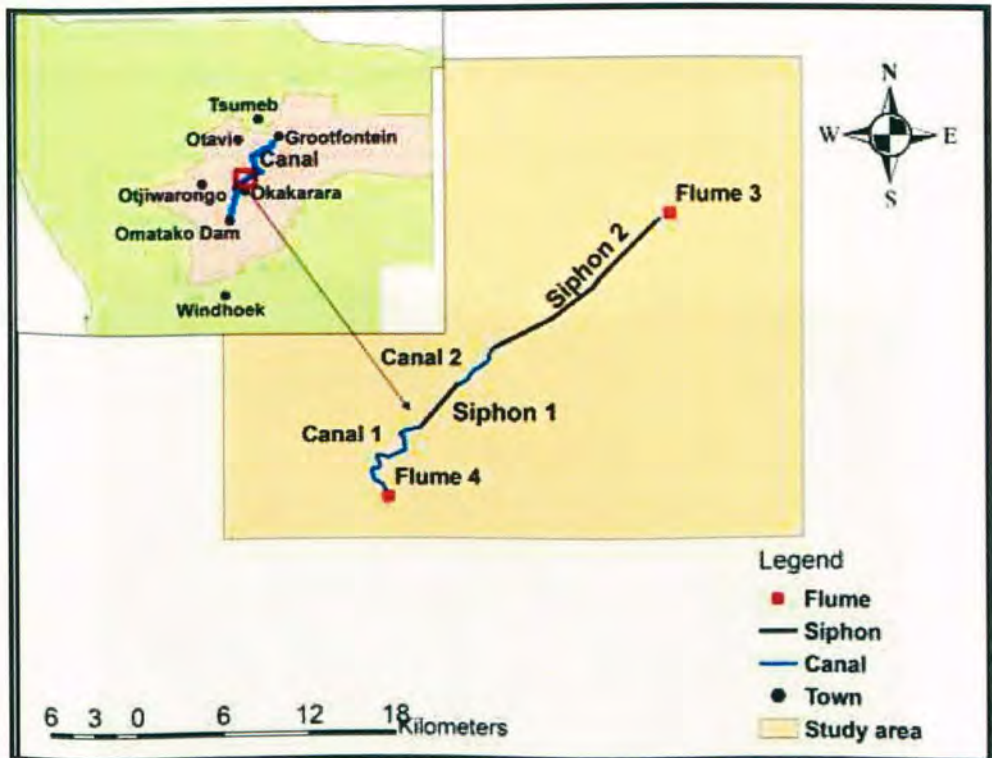 Tsumeb
Otavi
Grootfontein
Canal
Otjiwarongo
Okakarara
Omatako Dam
Windhoek
N
W
E
S
Flume 3
Siphon 2
Canal 2
Siphon 1
Canal 1
Flume 4
Legend
Flume
Siphon
Canal
Town
Study area
6 3 0 6 12 18 Kilometers